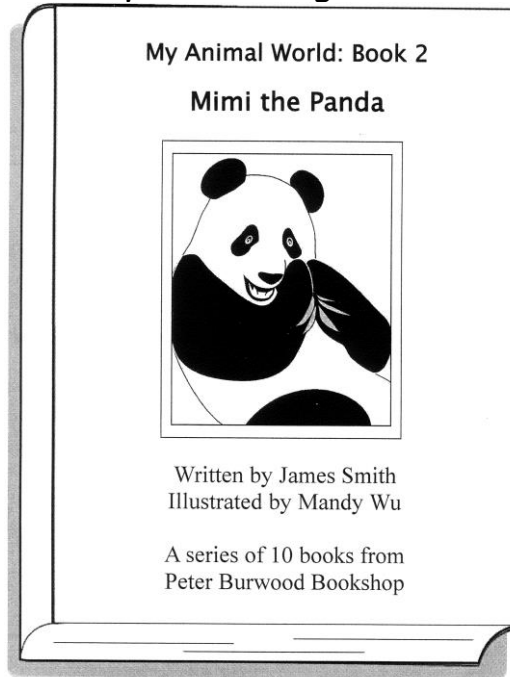 My Animal World: Book 2
Mimi the Panda
Written by James Smith
Illustrated by Mandy Wu
A series of 10 books from
Peter Burwood Bookshop